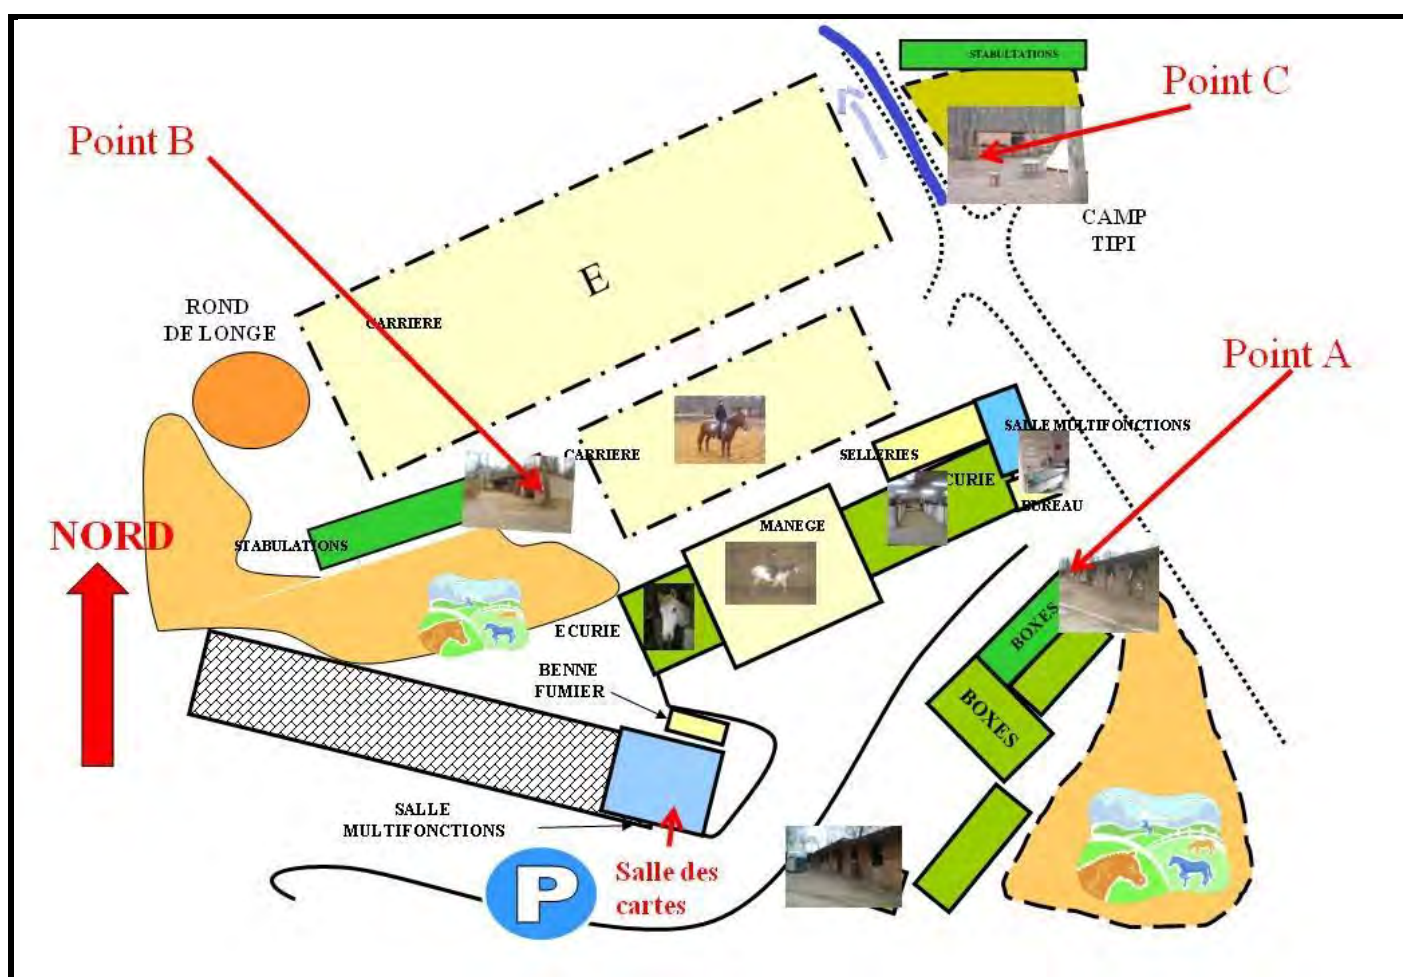 STABULTATIONS
Point C
Point B
CAMP
TIPI
E
ROND
DE LONGE
CARRIERE
Point A
SALLE MULTIFONCTIONS
SELLERIES
CARRIERE
CURIE
BUREAU
MANEGE
NORD
STABULATIONS
BOXES
ECURIE
BENNE
FUMIER
BOXES
SALLE
MULTIFONCTIONS
P
Salle des
cartes